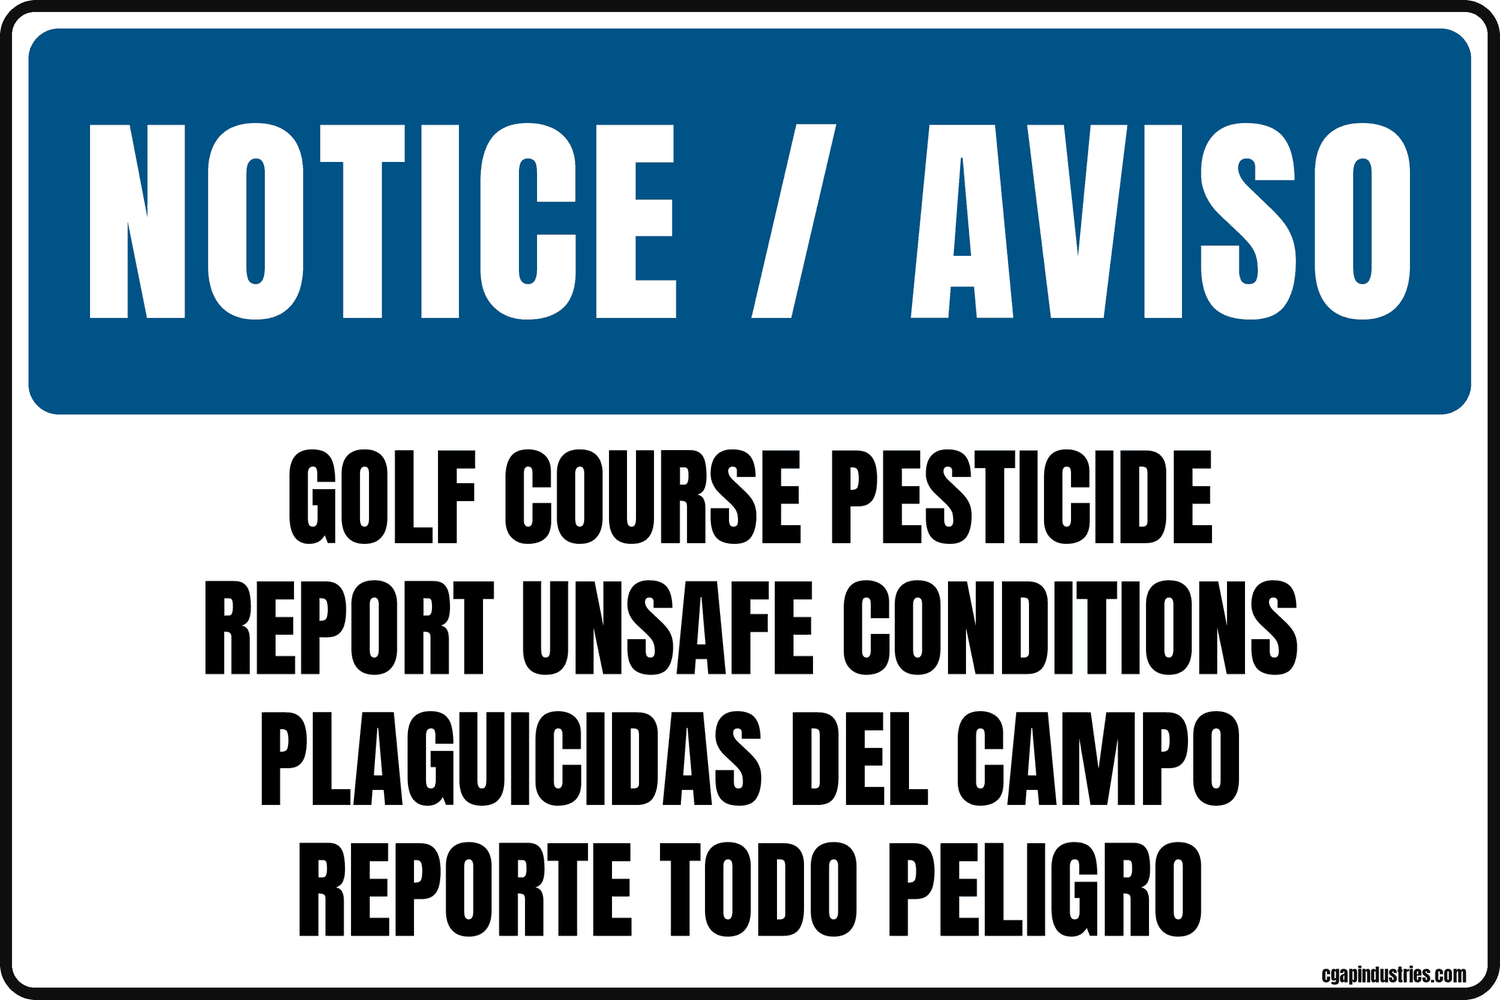 NOTICE / AVISO
GOLF COURSE PESTICIDE
REPORT UNSAFE CONDITIONS
PLAGUICIDAS DEL CAMPO
REPORTE TODO PELIGRO
cgapindustries.com